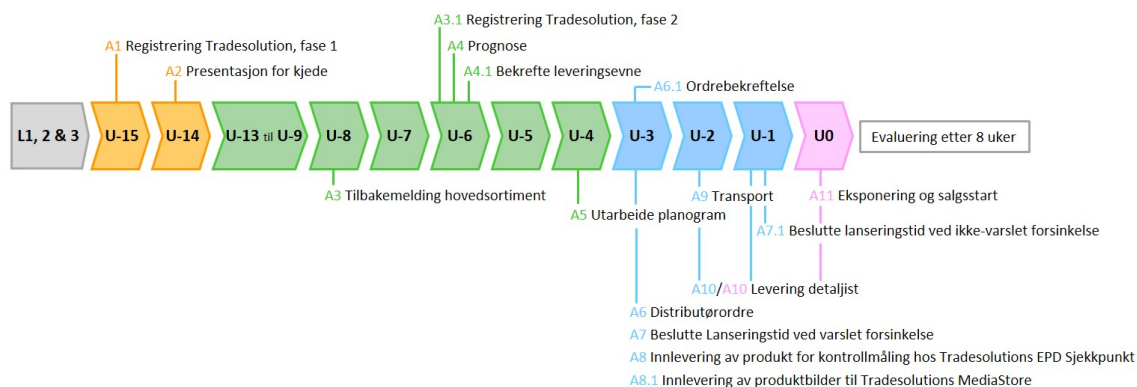 A3.1 Registrering Tradesolution, fase 2
A1 Registrering Tradesolution, fase 1
A4 Prognose
A2 Presentasjon for kjede
A4.1 Bekrefte leveringsevne
A6.1 Ordrebekreftelse
L1, 2 & 3
U-15
U-14
U-13 til U-9
U-8
U-7
U-6
U-5
U-4
U-3
U-2
U-1
U0
Evaluering etter 8 uker
A3 Tilbakemelding hovedsortiment
A9 Transport
A11 Eksponering og salgsstart
A5 Utarbeide planogram
A7.1 Beslutte lanseringstid ved ikke-varslet forsinkelse
A10/A10 Levering detaljist
A6 Distributørordre
A7 Beslutte Lanseringstid ved varslet forsinkelse
A8 Innlevering av produkt for kontrollmåling hos Tradesolutions EPD Sjekkpunkt
A8.1 Innlevering av produktbilder til Tradesolutions MediaStore